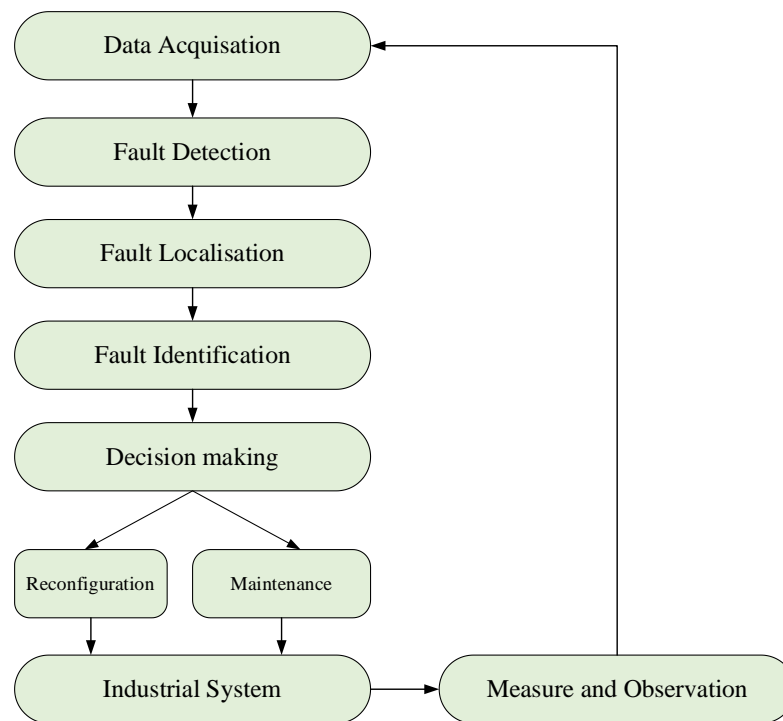 Data Acquisation
Fault Detection
Fault Localisation
Fault Identification
Decision making
Reconfiguration
Maintenance
Industrial System
Measure and Observation